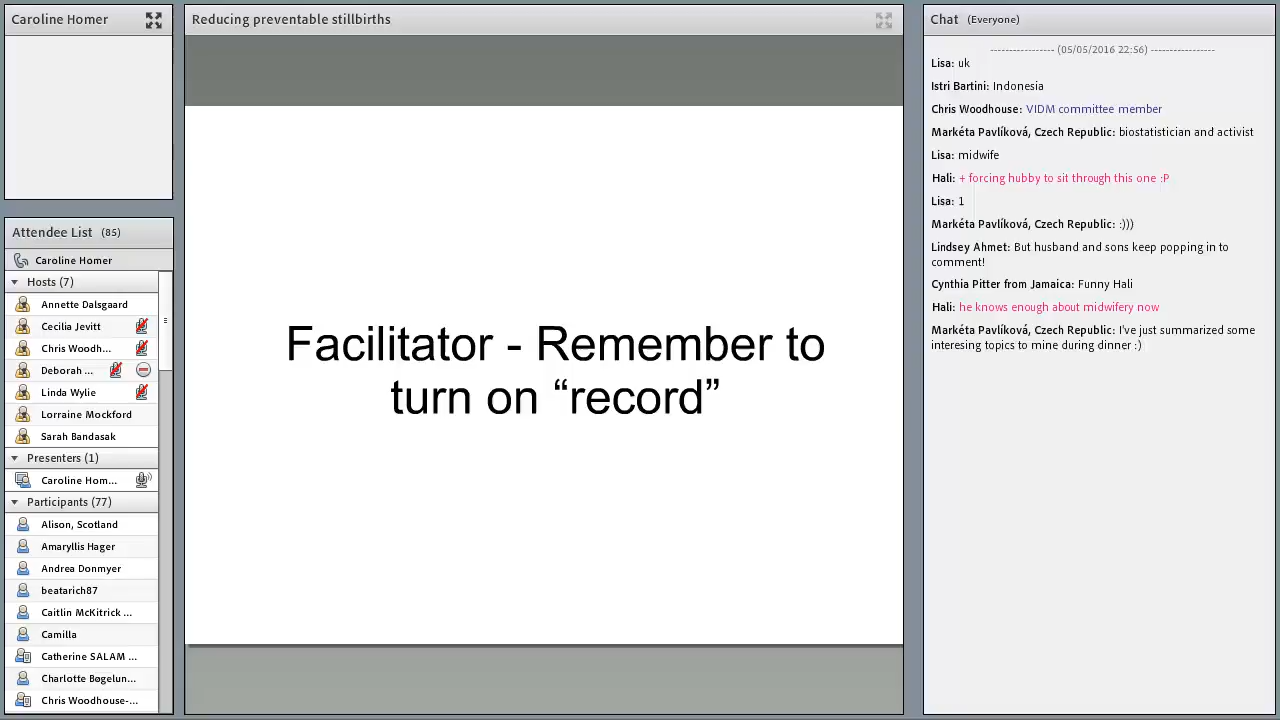 Caroline Homer
Attendee List (85)
Caroline Homer
Hosts (7)
Annette Dalsgaard
Cecilia Jevitt
Chris Woodh...
Deborah ...
Linda Wylie
Lorraine Mockford
Sarah Bandasak
Presenters (1)
Caroline Hom...
Participants (77)
Alison, Scotland
Amaryllis Hager
Andrea Donmyer
beatarich87
Caitlin McKitrick ...
Camilla
Catherine SALAM ...
Charlotte Bøgelun...
Chris Woodhouse-...
Reducing preventable stillbirths
Facilitator - Remember to
turn on “record”
Chat (Everyone)
----------------- (05/05/2016 22:56) -----------------
Lisa: uk
Istri Bartini: Indonesia
Chris Woodhouse: VIDM committee member
Markéta Pavlíková, Czech Republic: biostatistician and activist
Lisa: midwife
Hali: + forcing hubby to sit through this one :P
Lisa: 1
Markéta Pavlíková, Czech Republic: :)))
Lindsey Ahmet: But husband and sons keep popping in to
comment!
Cynthia Pitter from Jamaica: Funny Hali
Hali: he knows enough about midwifery now
Markéta Pavlíková, Czech Republic: I've just summarized some
interesing topics to mine during dinner :)